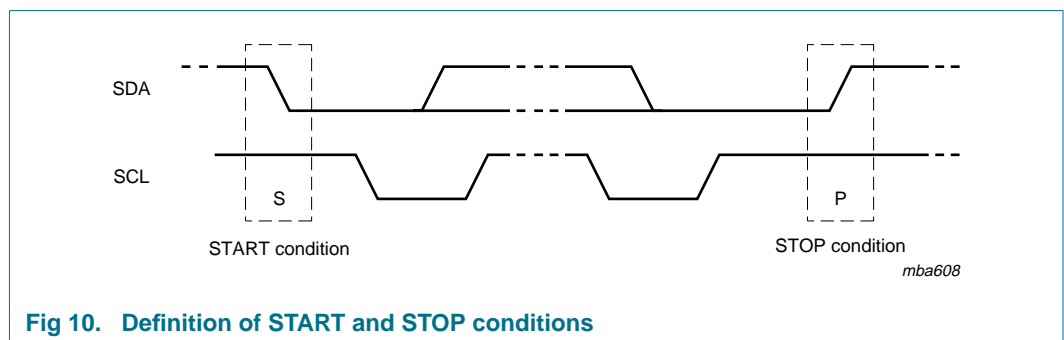 SDA
SCL
S
P
START condition
STOP condition
mba608
Fig 10. Definition of START and STOP conditions